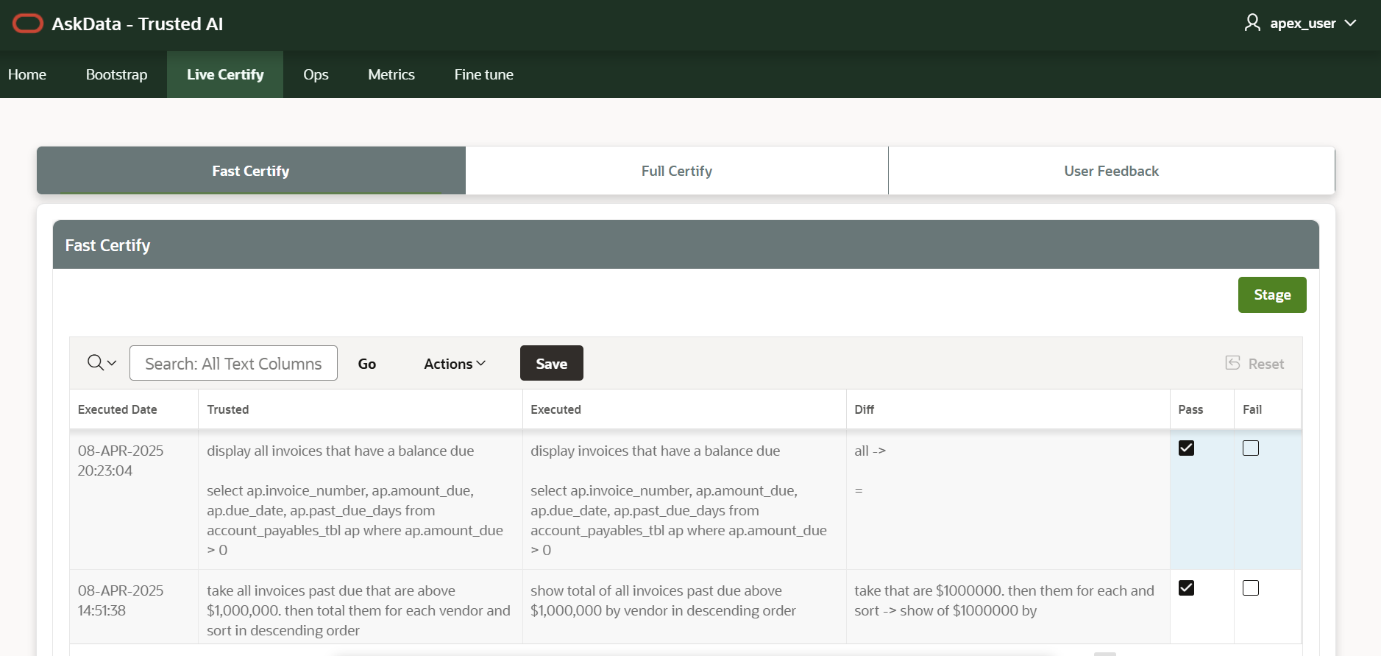 AskData - Trusted AI
apex_user
Home Bootstrap Live Certify Ops Metrics Fine tune
Fast Certify Full Certify User Feedback
Fast Certify
Stage
Search: All Text Columns Go Actions Save Reset
Executed Date Trusted Executed Diff Pass Fail
08-APR-2025
20:23:04
display all invoices that have a balance due
select ap.invoice_number, ap.amount_due,
ap.due_date, ap.past_due_days from
account_payables_tbl ap where ap.amount_due
> 0
display invoices that have a balance due
select ap.invoice_number, ap.amount_due,
ap.due_date, ap.past_due_days from
account_payables_tbl ap where ap.amount_due
> 0
all ->
=
08-APR-2025
14:51:38
take all invoices past due that are above
$1,000,000. then total them for each vendor and
sort in descending order
show total of all invoices past due above
$1,000,000 by vendor in descending order
take that are $1000000. then them for each and
sort -> show of $1000000 by